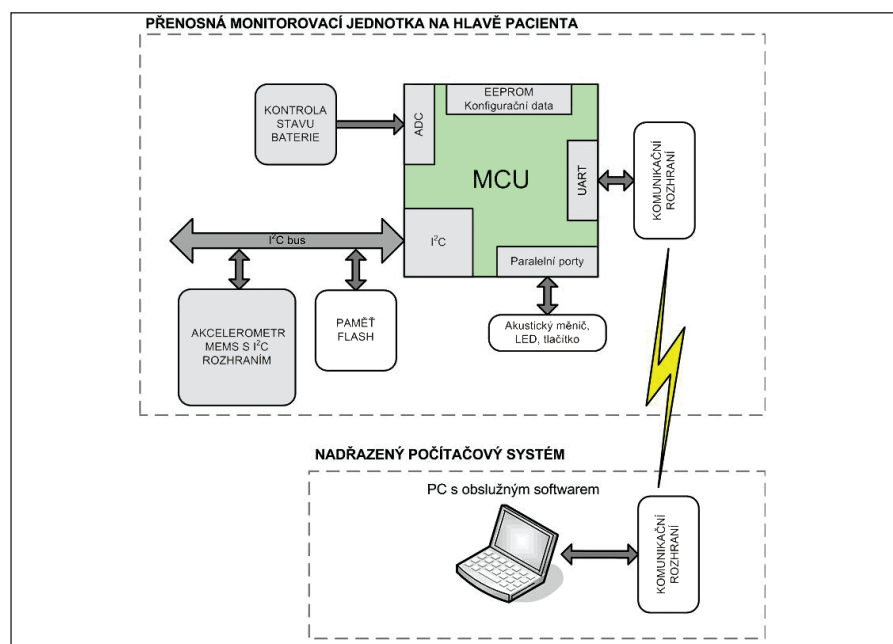 PŘENOSNÁ MONITOROVACÍ JEDNOTKA NA HLAVĚ PACIENTA
KONTROLA
STAVU
BATERIE
ADC
EEPROM
Konfigurační data
MCU
UART
KOMUNIKAČNÍ
ROZHRANÍ
I²C bus
I²C
Paralelní porty
AKCELEROMETR
MEMS S I²C
ROZHRANÍM
PAMĚŤ
FLASH
Akustický měnič,
LED, tlačítko
NADŘAZENÝ POČÍTAČOVÝ SYSTÉM
PC s obslužným softwarem
KOMUNIKAČNÍ
ROZHRANÍ